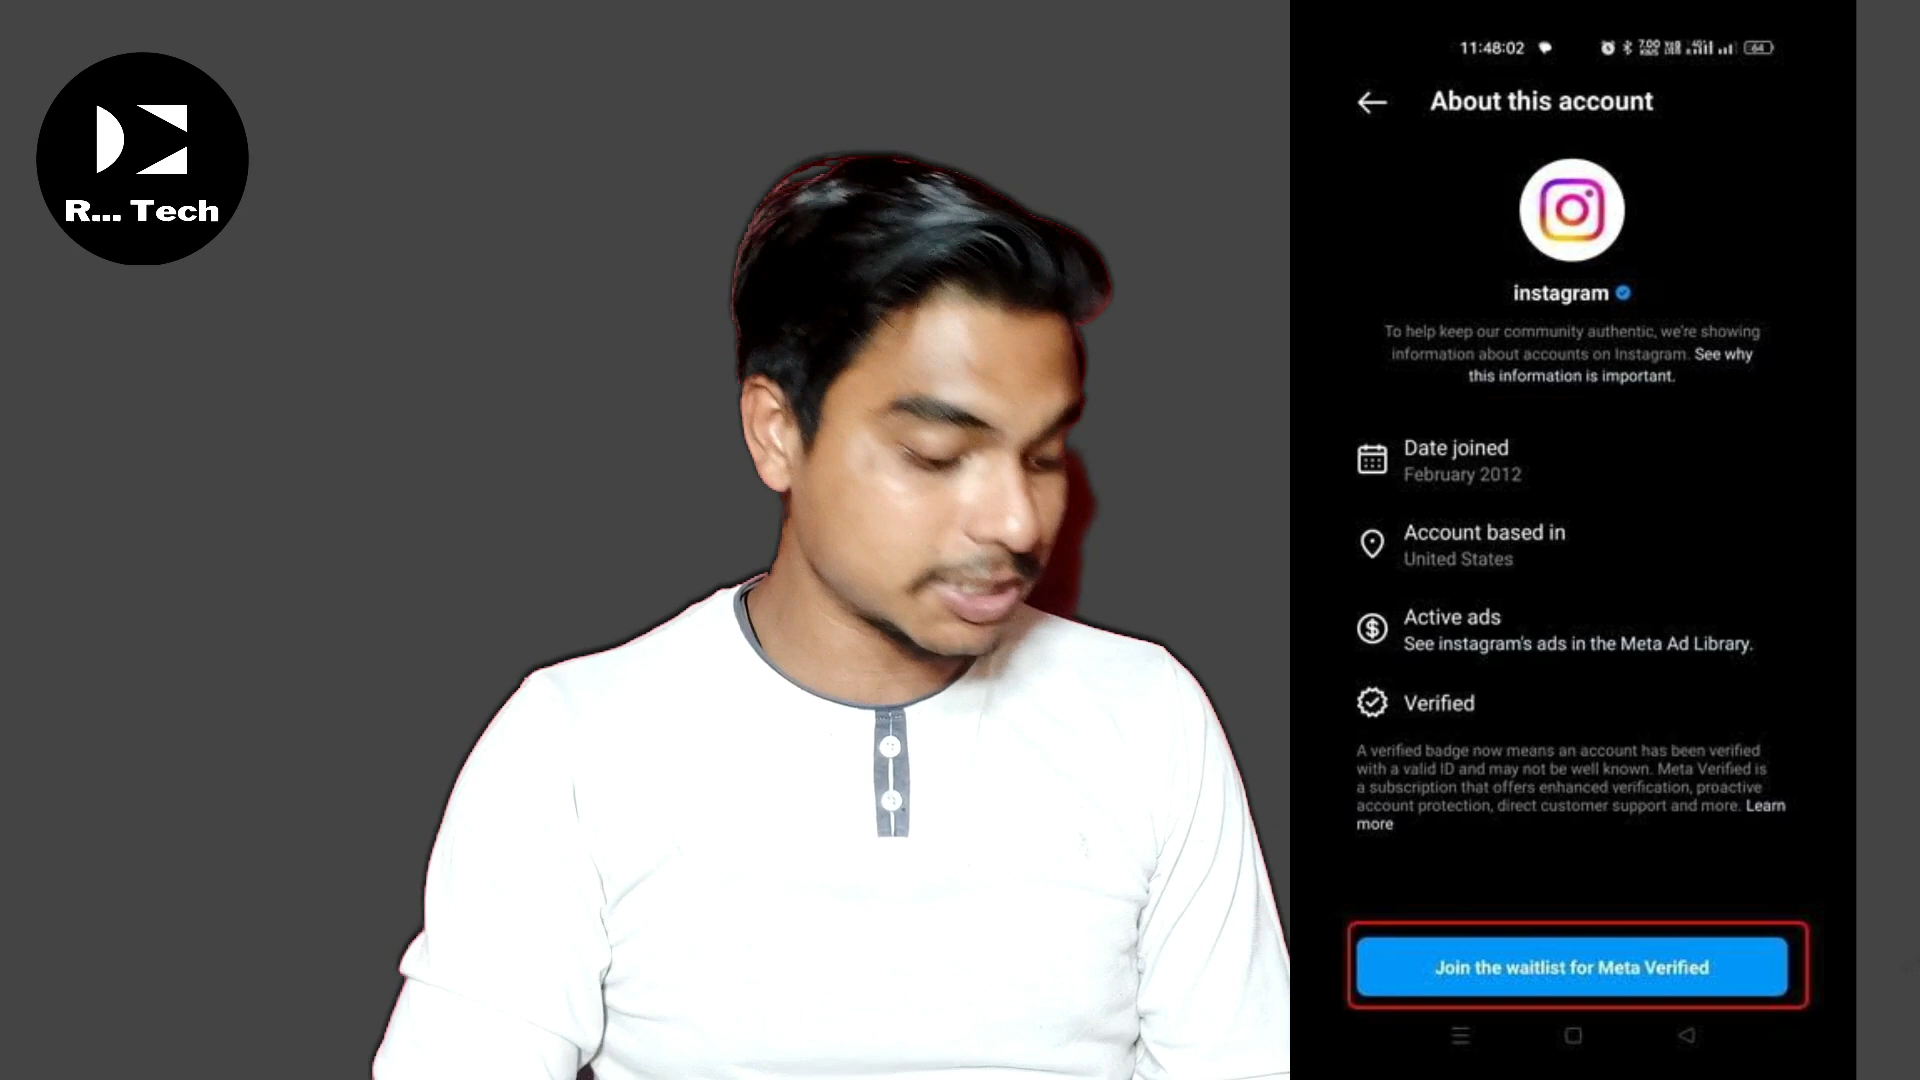 R... Tech
11:48:02
64
About this account
instagram
To help keep our community authentic, we're showing
information about accounts on Instagram. See why
this information is important.
Date joined
February 2012
Account based in
United States
Active ads
See instagram's ads in the Meta Ad Library.
Verified
A verified badge now means an account has been verified
with a valid ID and may not be well known. Meta Verified is
a subscription that offers enhanced verification, proactive
account protection, direct customer support and more. Learn
more
Join the waitlist for Meta Verified